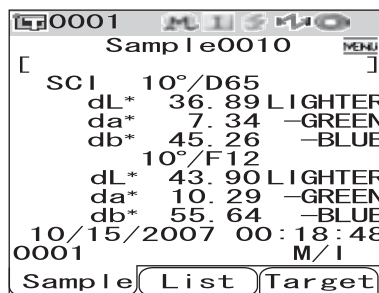 0001
Sample0010 MENU
[ ]
SCI 10°/D65
dL* 36.89 LIGHTER
da* 7.34 −GREEN
db* 45.26 −BLUE
10°/F12
dL* 43.90 LIGHTER
da* 10.29 −GREEN
db* 55.64 −BLUE
10/15/2007 00:18:48
0001 M/I
Sample List Target